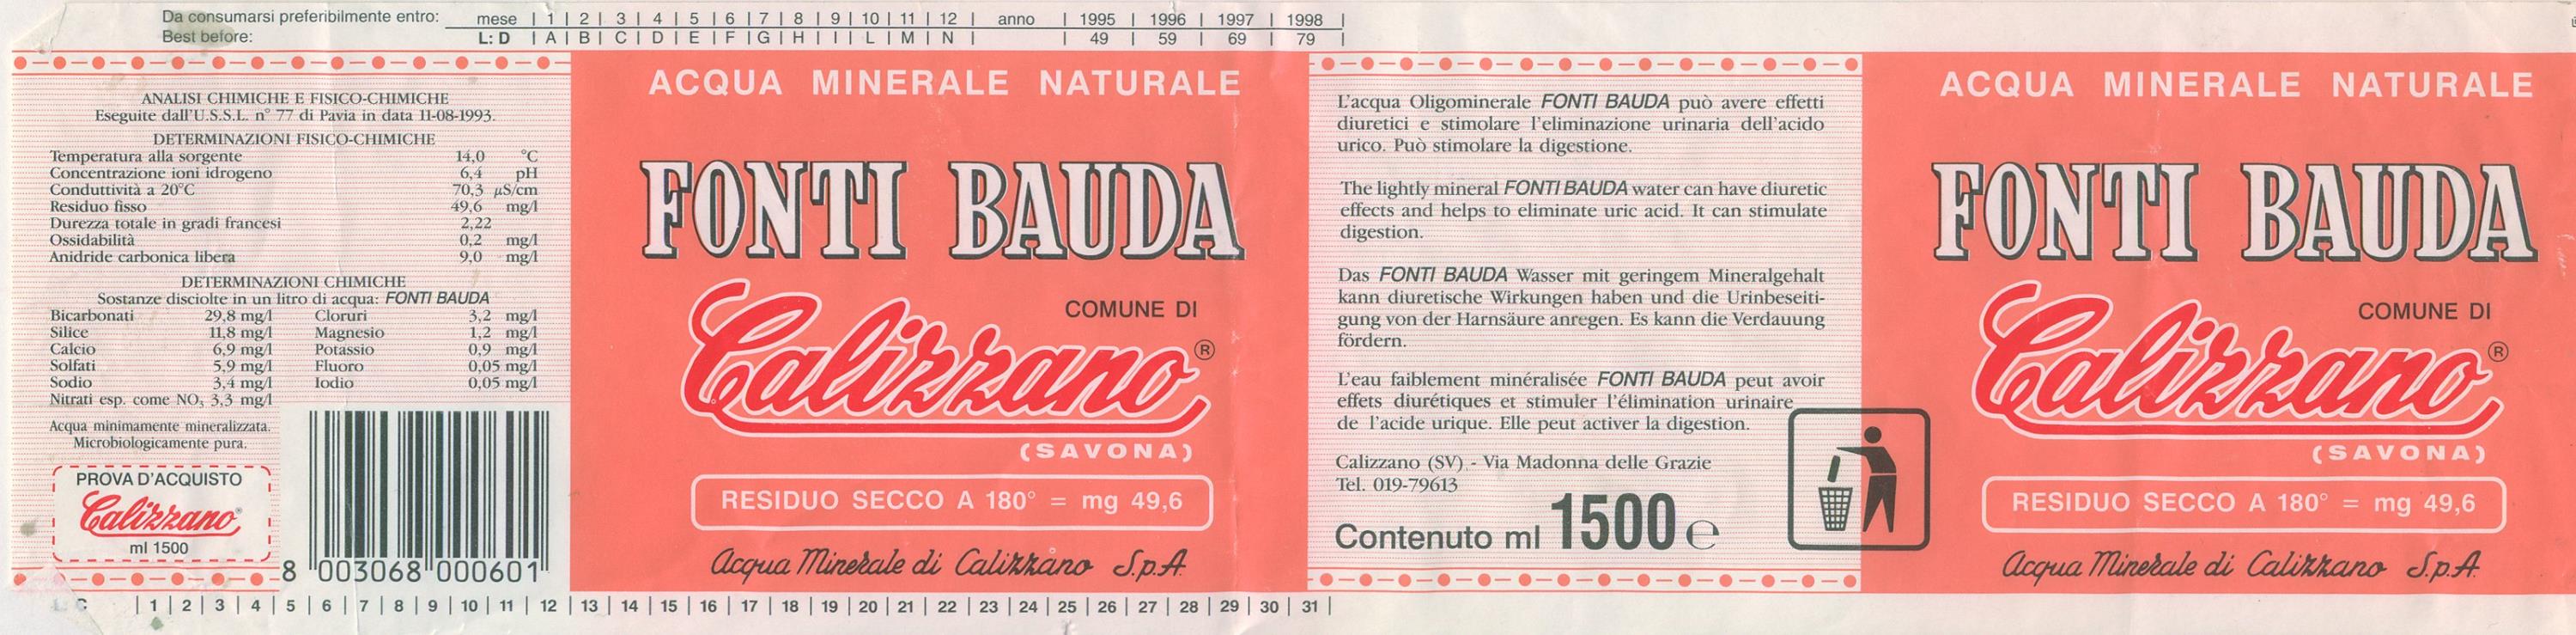 Da consumarsi preferibilmente entro: mese | 1 | 2 | 3 | 4 | 5 | 6 | 7 | 8 | 9 | 10 | 11 | 12 | anno | 1995 | 1996 | 1997 | 1998 |
Best before: L: D | A | B | C | D | E | F | G | H | I | L | M | N | | 49 | 59 | 69 | 79 |
ANALISI CHIMICHE E FISICO-CHIMICHE
Eseguite dall'U.S.S.L. n° 77 di Pavia in data 11-08-1993.
DETERMINAZIONI FISICO-CHIMICHE
Temperatura alla sorgente 14,0 °C
Concentrazione ioni idrogeno 6,4 pH
Conduttività a 20°C 70,3 µS/cm
Residuo fisso 49,6 mg/l
Durezza totale in gradi francesi 2,22
Ossidabilità 0,2 mg/l
Anidride carbonica libera 9,0 mg/l
DETERMINAZIONI CHIMICHE
Sostanze disciolte in un litro di acqua: FONTI BAUDA
Bicarbonati 29,8 mg/l Cloruri 3,2 mg/l
Silice 11,8 mg/l Magnesio 1,2 mg/l
Calcio 6,9 mg/l Potassio 0,9 mg/l
Solfati 5,9 mg/l Fluoro 0,05 mg/l
Sodio 3,4 mg/l Iodio 0,05 mg/l
Nitrati esp. come NO3 3,3 mg/l
Acqua minimamente mineralizzata.
Microbiologicamente pura.
PROVA D'ACQUISTO
Calizzano®
ml 1500
8 003068 000601
ACQUA MINERALE NATURALE
FONTI BAUDA
COMUNE DI
Calizzano®
(SAVONA)
RESIDUO SECCO A 180° = mg 49,6
Acqua Minerale di Calizzano S.p.A.
L'acqua Oligominerale FONTI BAUDA può avere effetti
diuretici e stimolare l'eliminazione urinaria dell'acido
urico. Può stimolare la digestione.
The lightly mineral FONTI BAUDA water can have diuretic
effects and helps to eliminate uric acid. It can stimulate
digestion.
Das FONTI BAUDA Wasser mit geringem Mineralgehalt
kann diuretische Wirkungen haben und die Urinbeseiti-
gung von der Harnsäure anregen. Es kann die Verdauung
fördern.
L'eau faiblement minéralisée FONTI BAUDA peut avoir
effets diurétiques et stimuler l'élimination urinaire
de l'acide urique. Elle peut activer la digestion.
Calizzano (SV) - Via Madonna delle Grazie
Tel. 019-79613
Contenuto ml 1500 e
ACQUA MINERALE NATURALE
FONTI BAUDA
COMUNE DI
Calizzano®
(SAVONA)
RESIDUO SECCO A 180° = mg 49,6
Acqua Minerale di Calizzano S.p.A.
L: C | 1 | 2 | 3 | 4 | 5 | 6 | 7 | 8 | 9 | 10 | 11 | 12 | 13 | 14 | 15 | 16 | 17 | 18 | 19 | 20 | 21 | 22 | 23 | 24 | 25 | 26 | 27 | 28 | 29 | 30 | 31 |